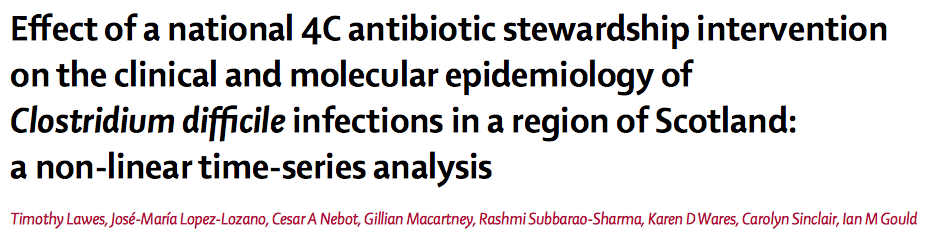 Effect of a national 4C antibiotic stewardship intervention
on the clinical and molecular epidemiology of
Clostridium difficile infections in a region of Scotland:
a non-linear time-series analysis
Timothy Lawes, José-María Lopez-Lozano, Cesar A Nebot, Gillian Macartney, Rashmi Subbarao-Sharma, Karen D Wares, Carolyn Sinclair, Ian M Gould